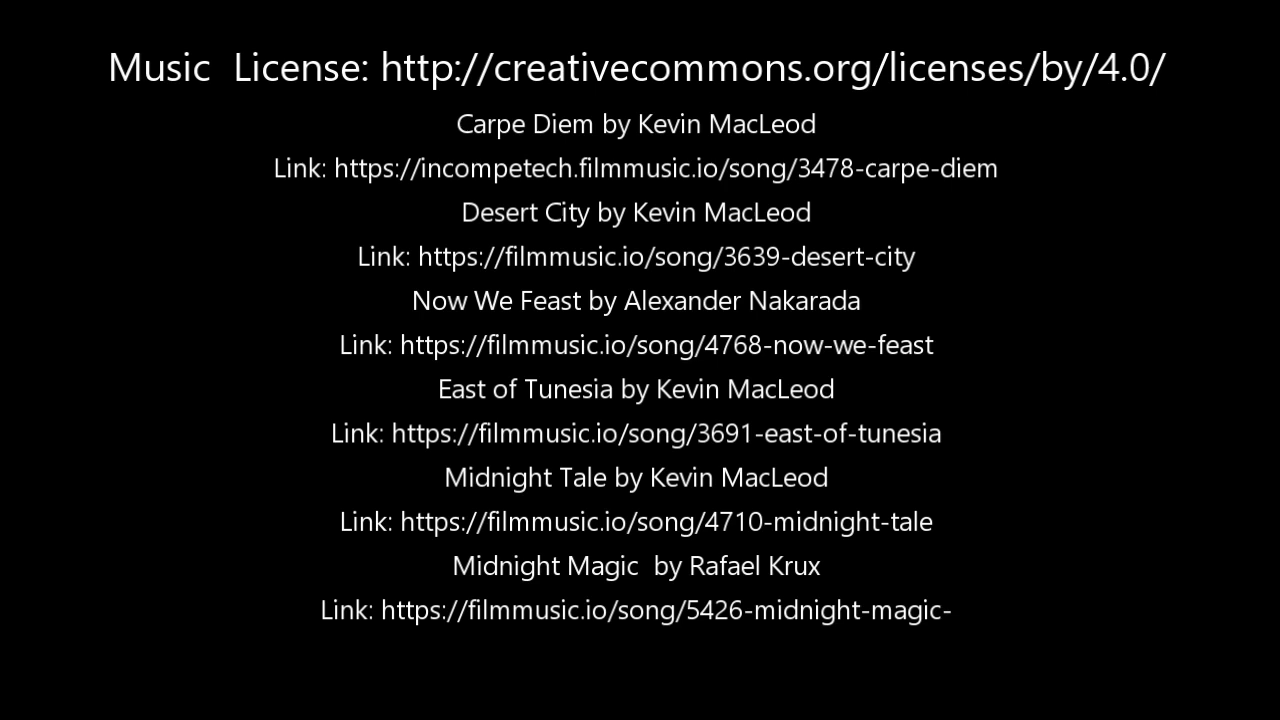 Music  License: http://creativecommons.org/licenses/by/4.0/
Carpe Diem by Kevin MacLeod
Link: https://incompetech.filmmusic.io/song/3478-carpe-diem
Desert City by Kevin MacLeod
Link: https://filmmusic.io/song/3639-desert-city
Now We Feast by Alexander Nakarada
Link: https://filmmusic.io/song/4768-now-we-feast
East of Tunesia by Kevin MacLeod
Link: https://filmmusic.io/song/3691-east-of-tunesia
Midnight Tale by Kevin MacLeod
Link: https://filmmusic.io/song/4710-midnight-tale
Midnight Magic  by Rafael Krux
Link: https://filmmusic.io/song/5426-midnight-magic-